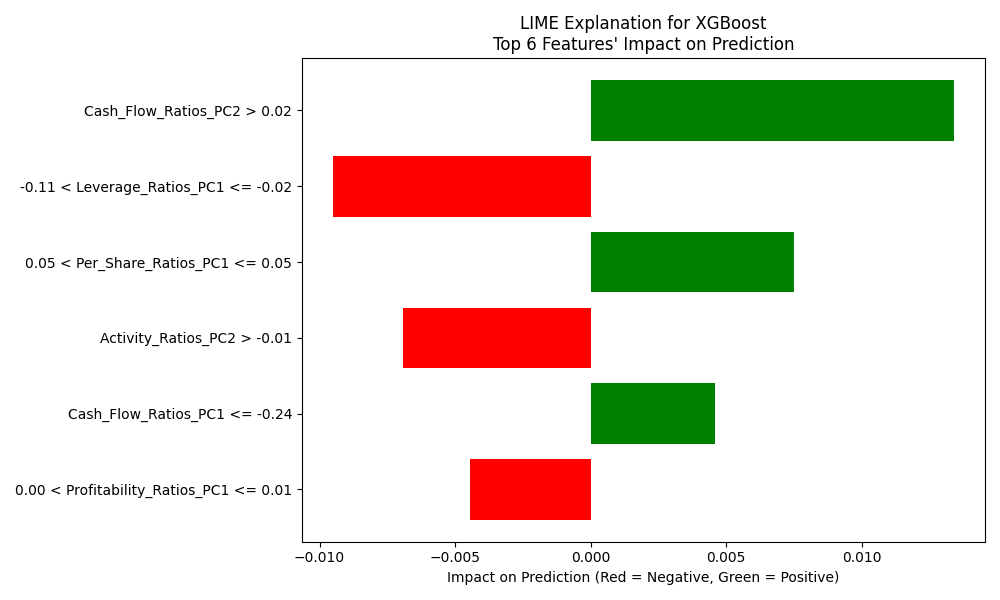 LIME Explanation for XGBoost
Top 6 Features' Impact on Prediction
Cash_Flow_Ratios_PC2 > 0.02
-0.11 < Leverage_Ratios_PC1 <= -0.02
0.05 < Per_Share_Ratios_PC1 <= 0.05
Activity_Ratios_PC2 > -0.01
Cash_Flow_Ratios_PC1 <= -0.24
0.00 < Profitability_Ratios_PC1 <= 0.01
−0.010 −0.005 0.000 0.005 0.010
Impact on Prediction (Red = Negative, Green = Positive)